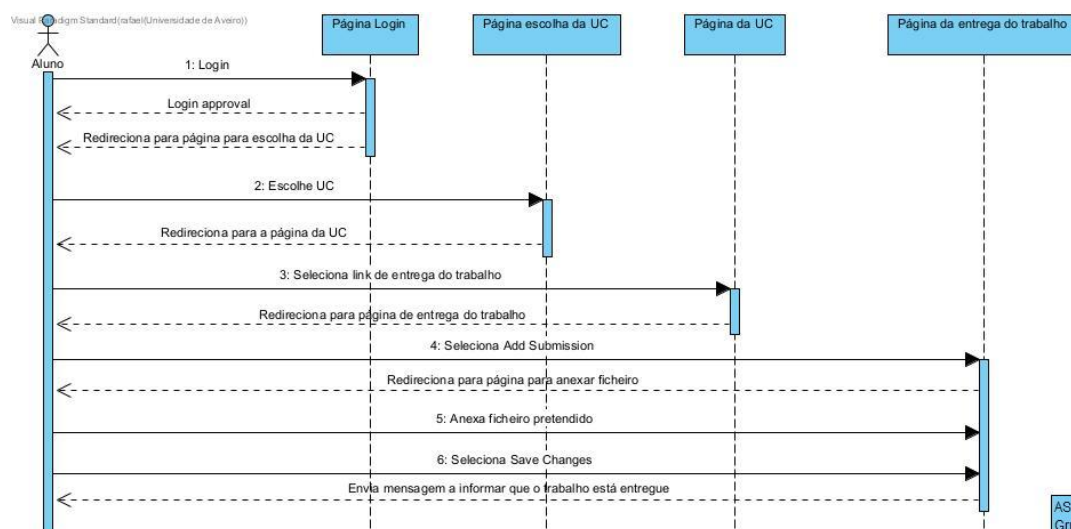 Visual Paradigm Standard(rafael(Universidade de Aveiro))
Página Login
Página escolha da UC
Página da UC
Página da entrega do trabalho
Aluno
1: Login
Login approval
Redireciona para página para escolha da UC
2: Escolhe UC
Redireciona para a página da UC
3: Seleciona link de entrega do trabalho
Redireciona para página de entrega do trabalho
4: Seleciona Add Submission
Redireciona para página para anexar ficheiro
5: Anexa ficheiro pretendido
6: Seleciona Save Changes
Envia mensagem a informar que o trabalho está entregue